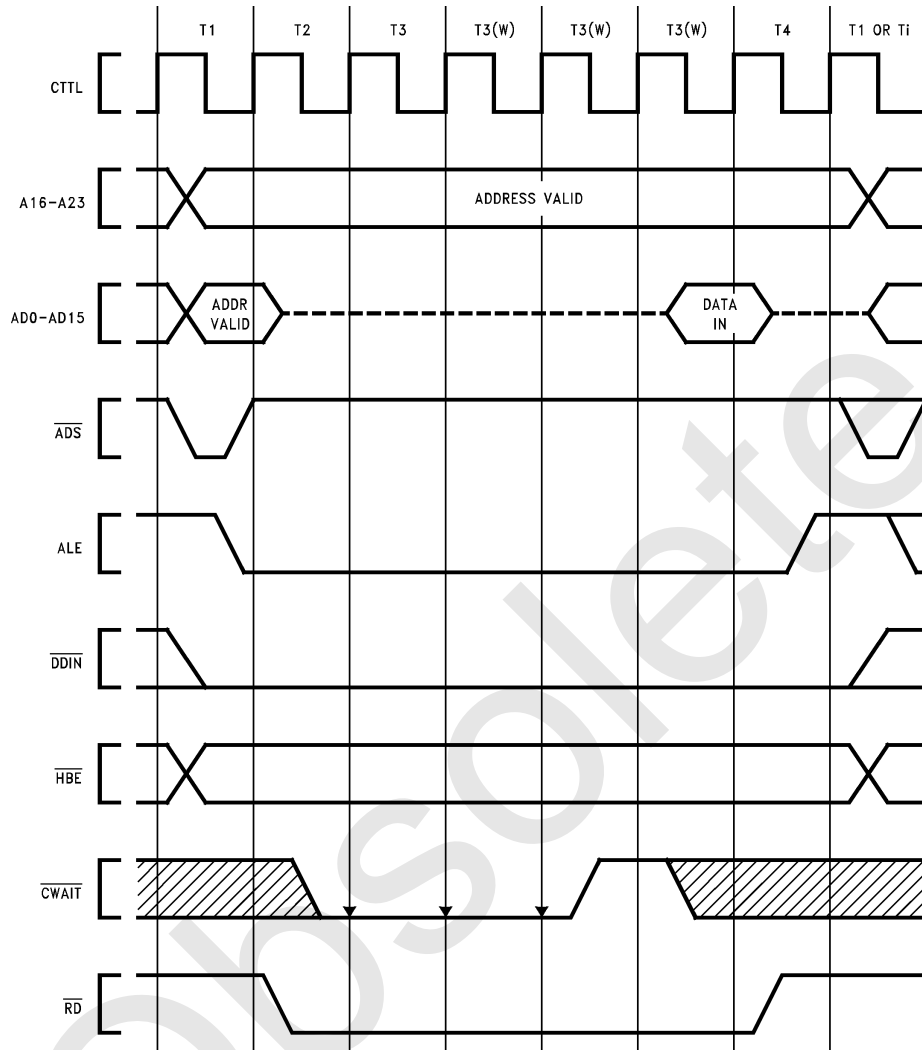 T1 T2 T3 T3(W) T3(W) T3(W) T4 T1 OR Ti
CTTL
A16-A23 ADDRESS VALID
AD0-AD15 ADDR VALID DATA IN
ADS
ALE
DDIN
HBE
CWAIT
RD
Obsolete